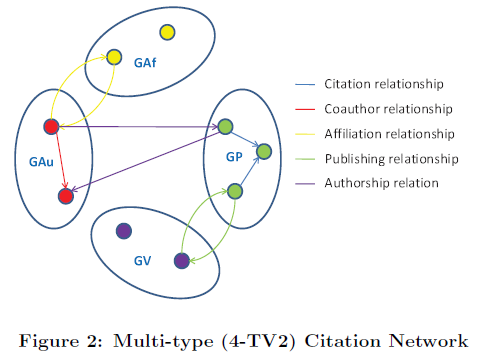 GAf
GAu
GP
GV
Citation relationship
Coauthor relationship
Affiliation relationship
Publishing relationship
Authorship relation
Figure 2: Multi-type (4-TV2) Citation Network